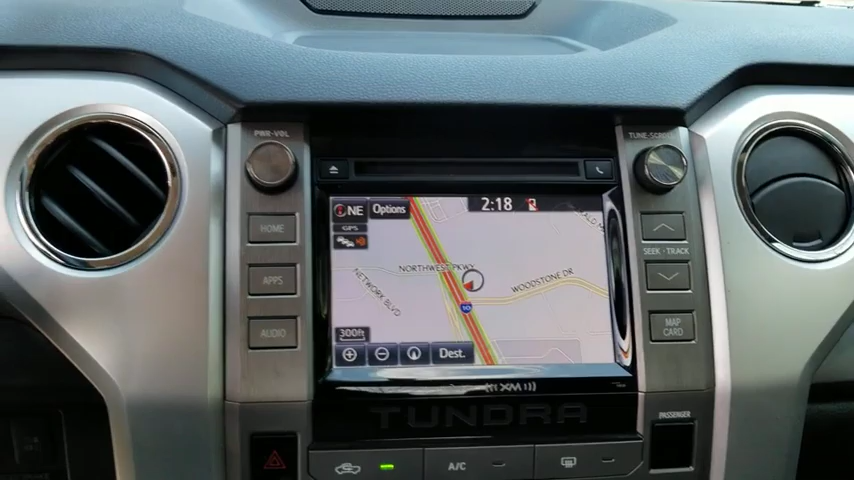 PWR•VOL
TUNE•SCROLL
HOME
APPS
AUDIO
NE
Options
2:18
GPS
NORTHWEST PKWY
NETWORK BLVD
WOODSTONE DR
10
300ft
Dest.
SEEK•TRACK
MAP
CARD
((XM))
TUNDRA
PASSENGER
A/C